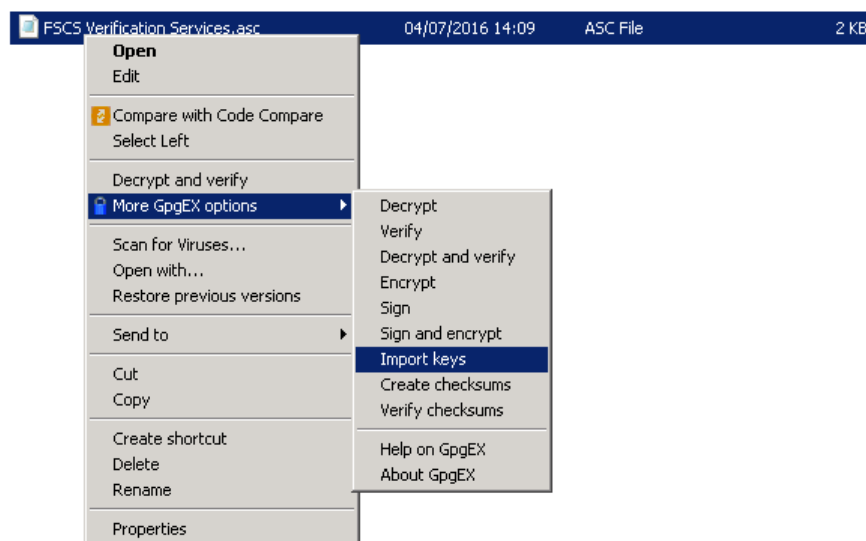 FSCS Verification Services.asc 04/07/2016 14:09 ASC File 2 KB
Open
Edit
Compare with Code Compare
Select Left
Decrypt and verify
More GpgEX options
Scan for Viruses...
Open with...
Restore previous versions
Send to
Cut
Copy
Create shortcut
Delete
Rename
Properties
Decrypt
Verify
Decrypt and verify
Encrypt
Sign
Sign and encrypt
Import keys
Create checksums
Verify checksums
Help on GpgEX
About GpgEX